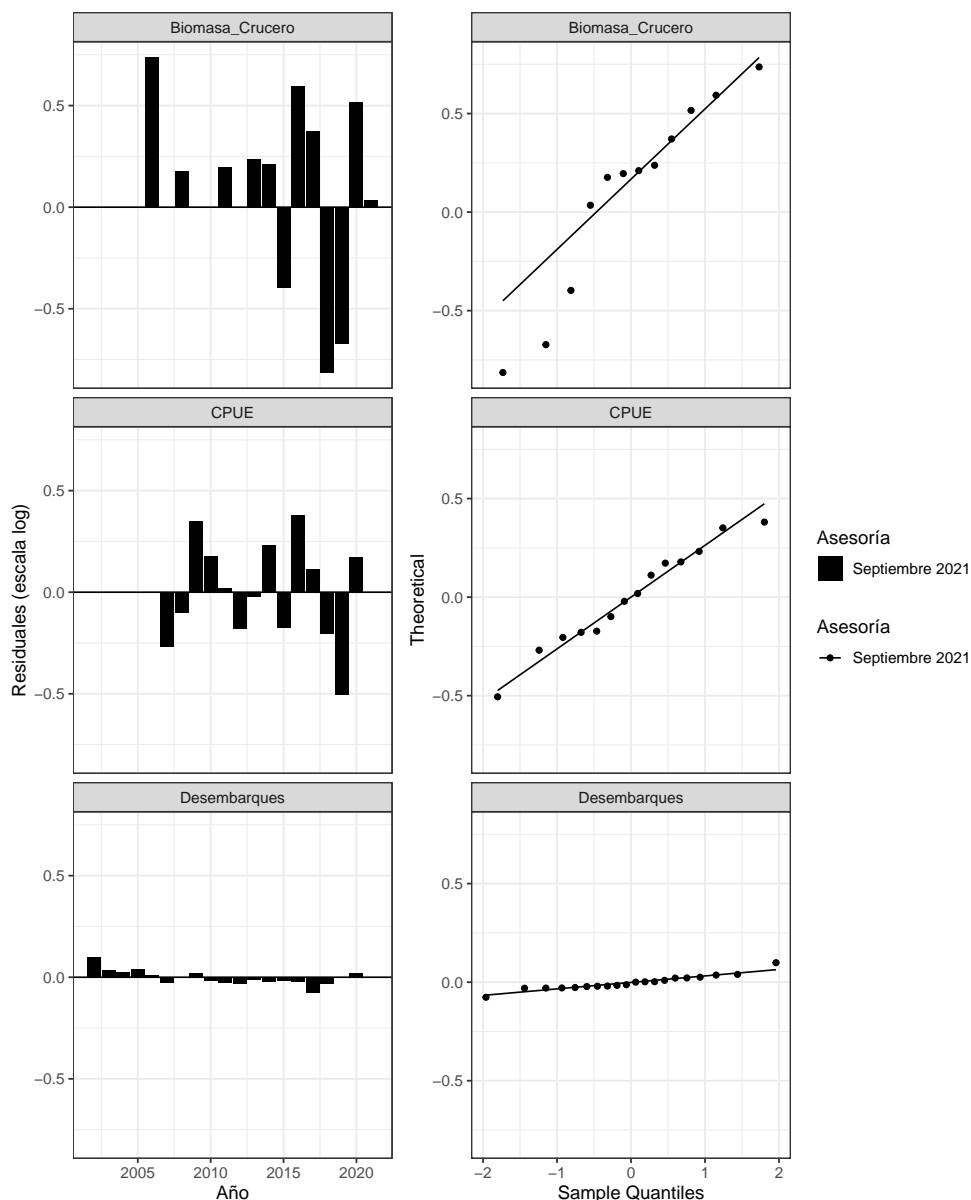 Biomasa_Crucero
Biomasa_Crucero
0.5
0.0
−0.5
0.5
0.0
−0.5
CPUE
CPUE
0.5
0.0
−0.5
0.5
0.0
−0.5
Residuales (escala log)
Theoretical
Asesoría
Septiembre 2021
Asesoría
Septiembre 2021
Desembarques
Desembarques
0.5
0.0
−0.5
0.5
0.0
−0.5
2005 2010 2015 2020
−2 −1 0 1 2
Año
Sample Quantiles